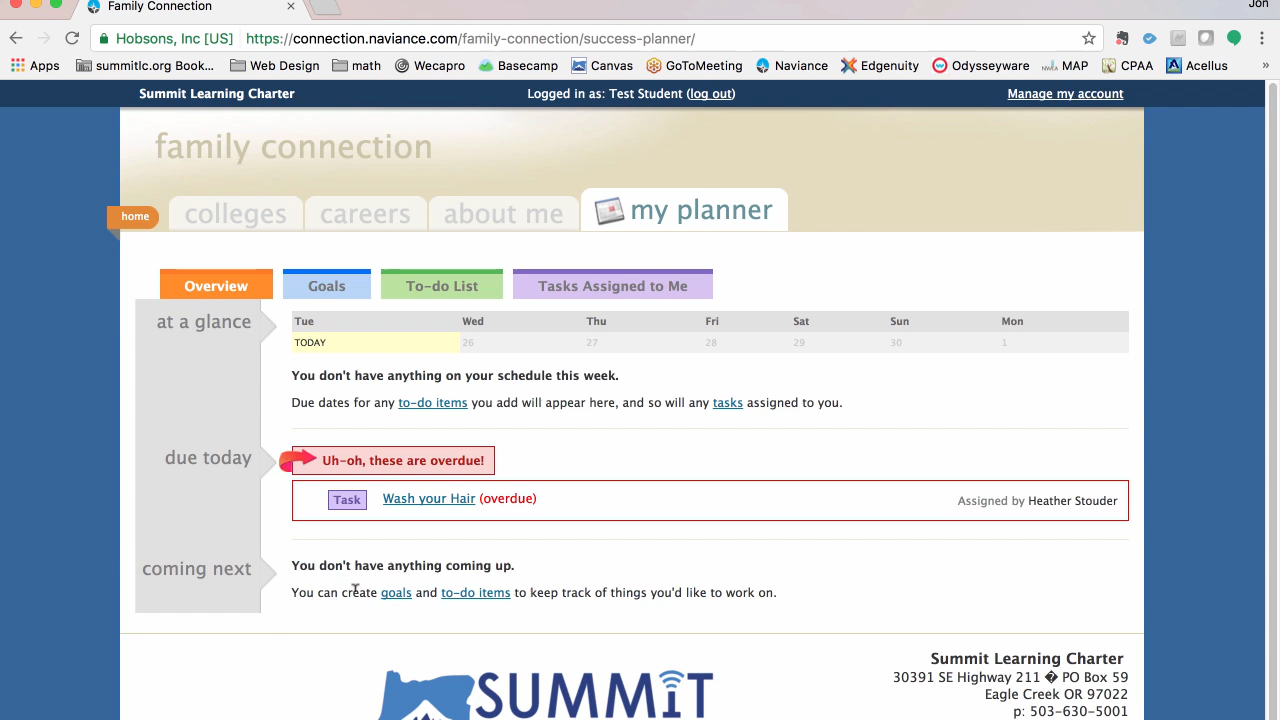 Family Connection
Jon
Hobsons, Inc [US]
https://connection.naviance.com/family-connection/success-planner/
Apps
summitlc.org Book...
Web Design
math
Wecapro
Basecamp
Canvas
GoToMeeting
Naviance
Edgenuity
Odysseyware
MAP
CPAA
Acellus
»
Summit Learning Charter
Logged in as: Test Student (log out)
Manage my account
family connection
home
colleges
careers
about me
my planner
Overview
Goals
To-do List
Tasks Assigned to Me
at a glance
Tue Wed Thu Fri Sat Sun Mon
TODAY 26 27 28 29 30 1
You don't have anything on your schedule this week.
Due dates for any to-do items you add will appear here, and so will any tasks assigned to you.
due today
Uh-oh, these are overdue!
Task Wash your Hair (overdue) Assigned by Heather Stouder
coming next
You don't have anything coming up.
You can create goals and to-do items to keep track of things you'd like to work on.
SUMMIT
Summit Learning Charter
30391 SE Highway 211 � PO Box 59
Eagle Creek OR 97022
p: 503-630-5001